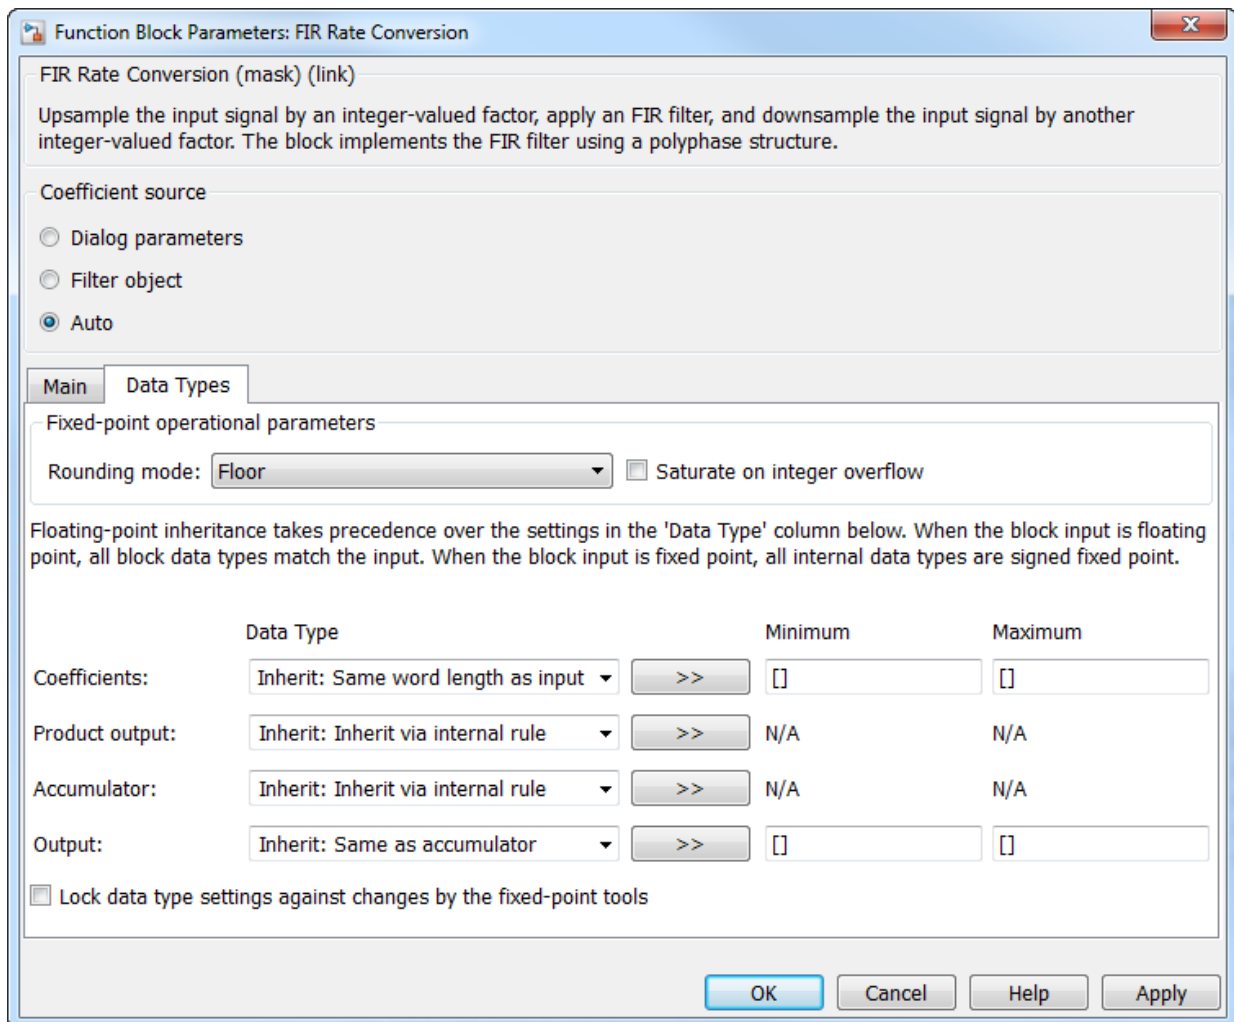 Function Block Parameters: FIR Rate Conversion
X
FIR Rate Conversion (mask) (link)
Upsample the input signal by an integer-valued factor, apply an FIR filter, and downsample the input signal by another
integer-valued factor. The block implements the FIR filter using a polyphase structure.
Coefficient source
Dialog parameters
Filter object
Auto
Main Data Types
Fixed-point operational parameters
Rounding mode: Floor Saturate on integer overflow
Floating-point inheritance takes precedence over the settings in the 'Data Type' column below. When the block input is floating
point, all block data types match the input. When the block input is fixed point, all internal data types are signed fixed point.
Data Type Minimum Maximum
Coefficients: Inherit: Same word length as input >> [] []
Product output: Inherit: Inherit via internal rule >> N/A N/A
Accumulator: Inherit: Inherit via internal rule >> N/A N/A
Output: Inherit: Same as accumulator >> [] []
Lock data type settings against changes by the fixed-point tools
OK Cancel Help Apply